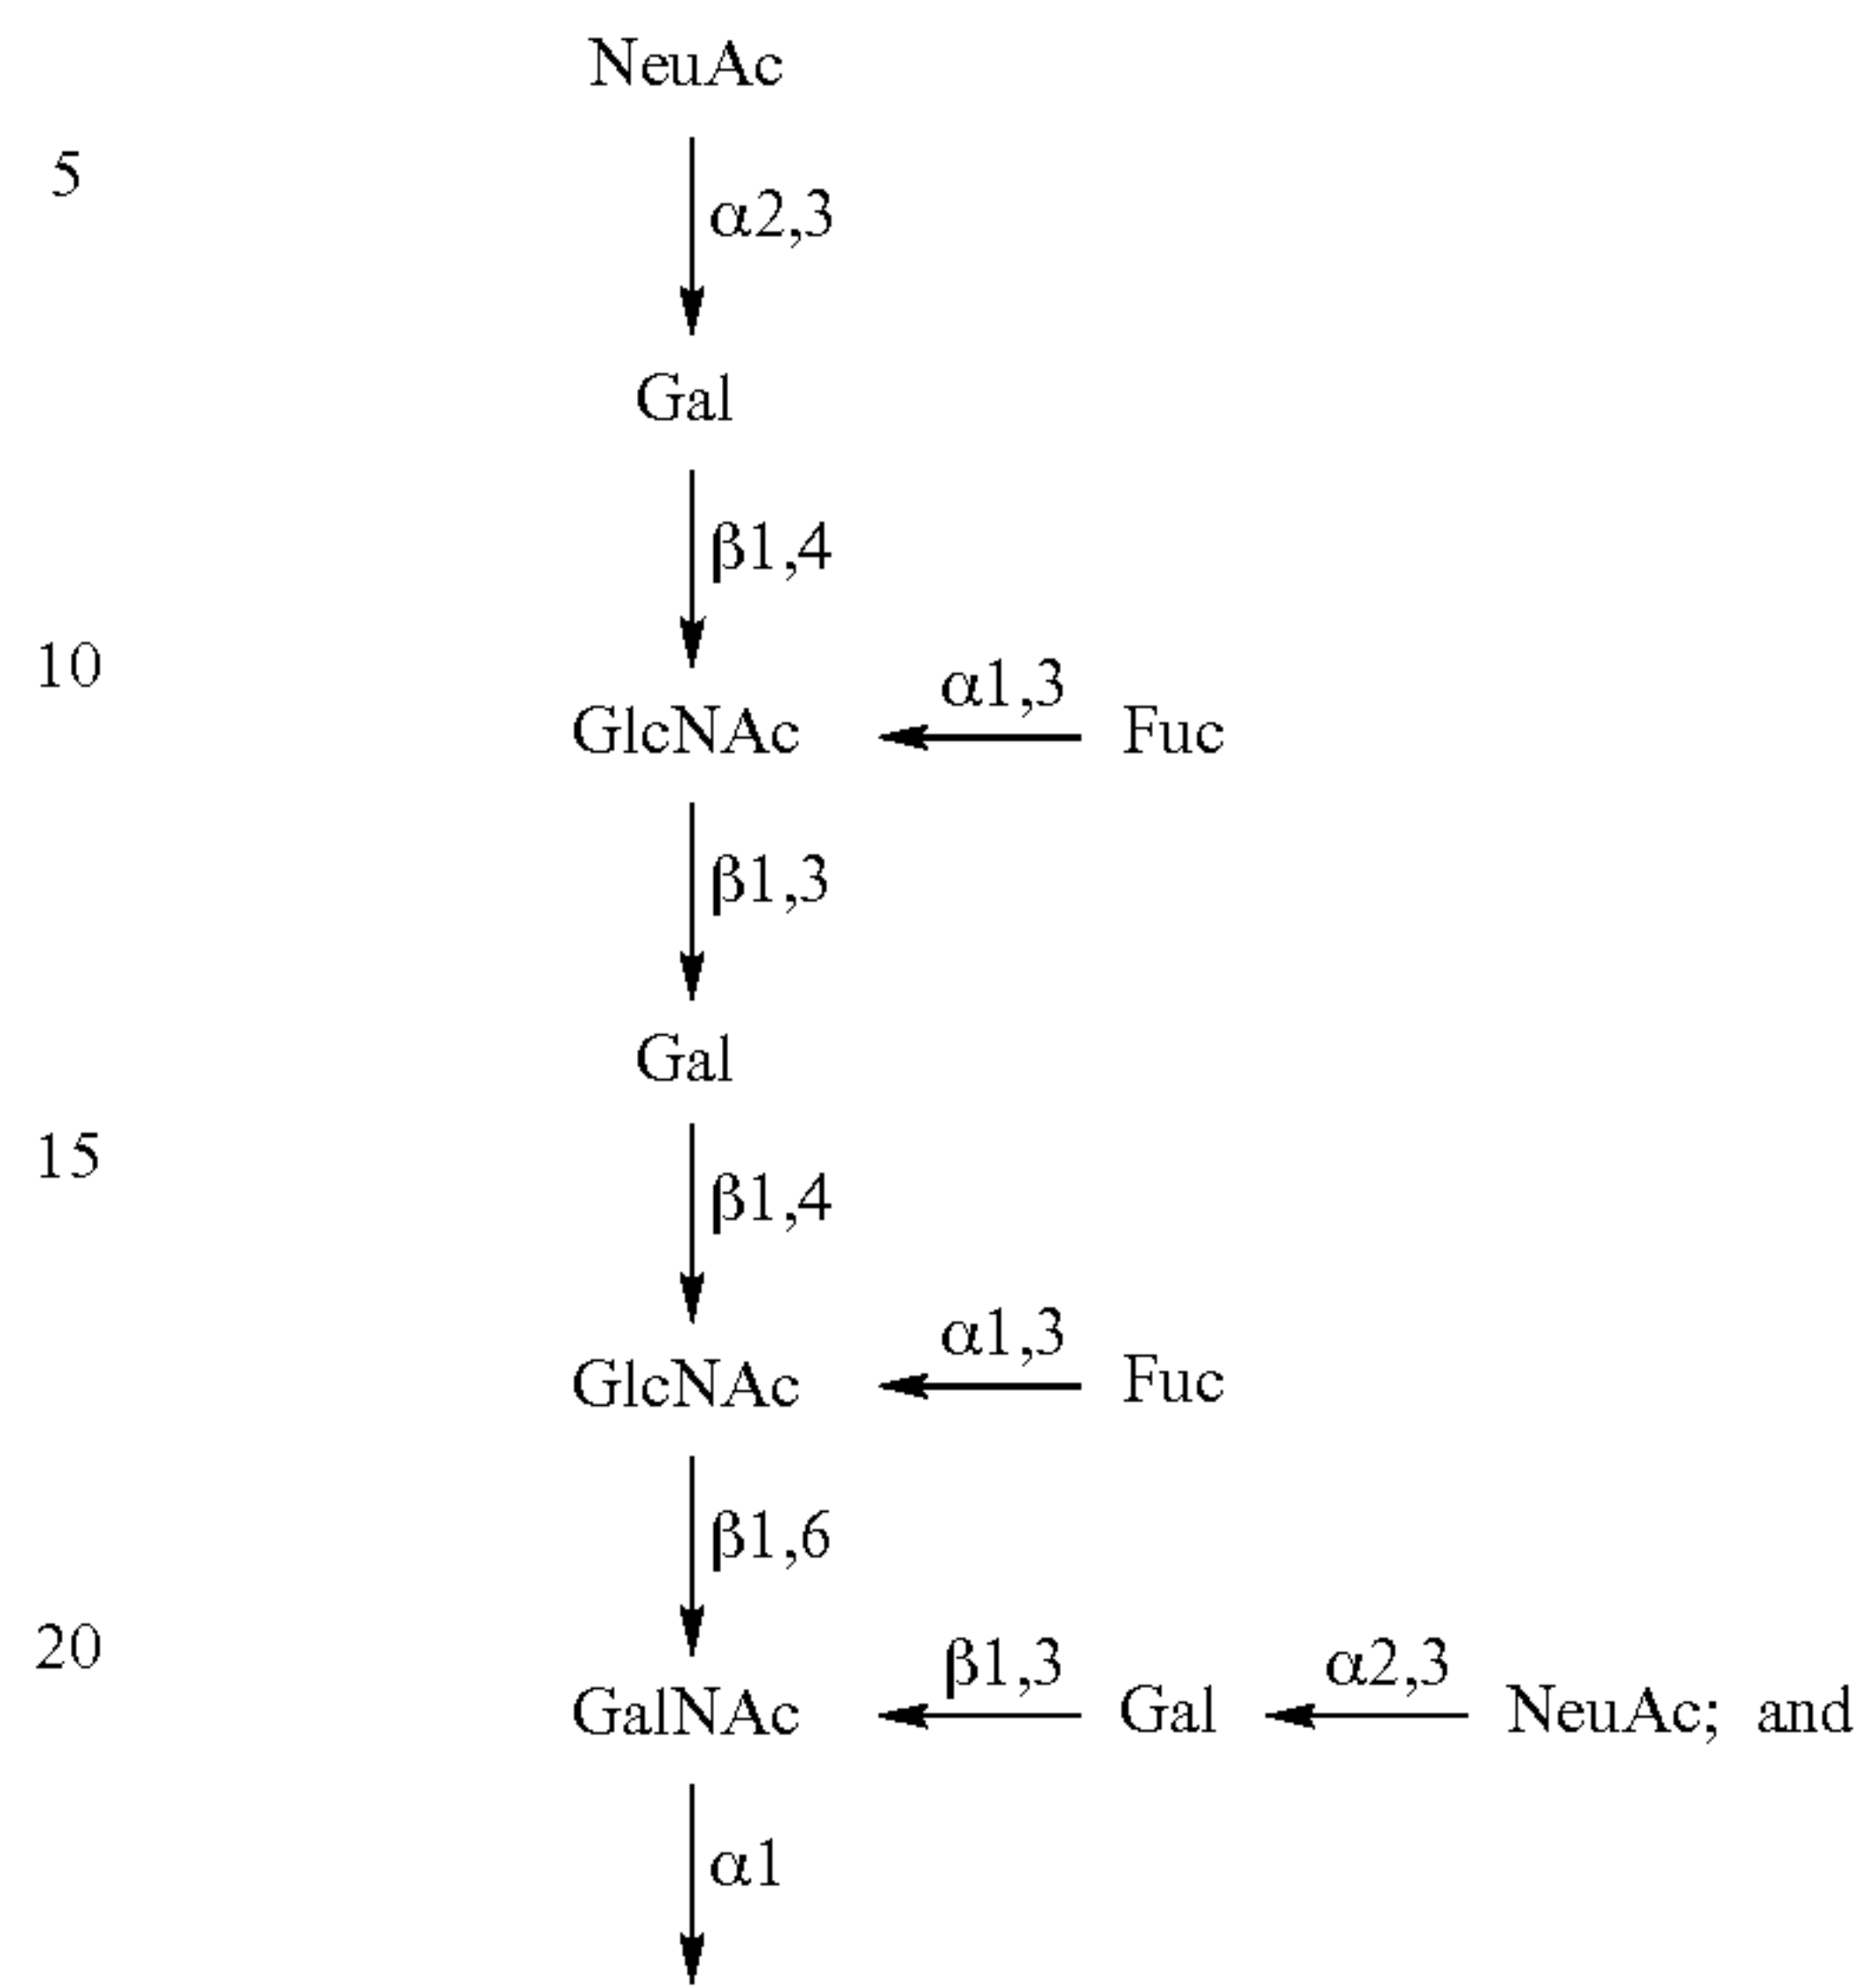 NeuAc
5
α2,3
Gal
β1,4
10
α1,3
GlcNAc Fuc
β1,3
Gal
15
β1,4
α1,3
GlcNAc Fuc
β1,6
20
β1,3 α2,3
GalNAc Gal NeuAc; and
α1